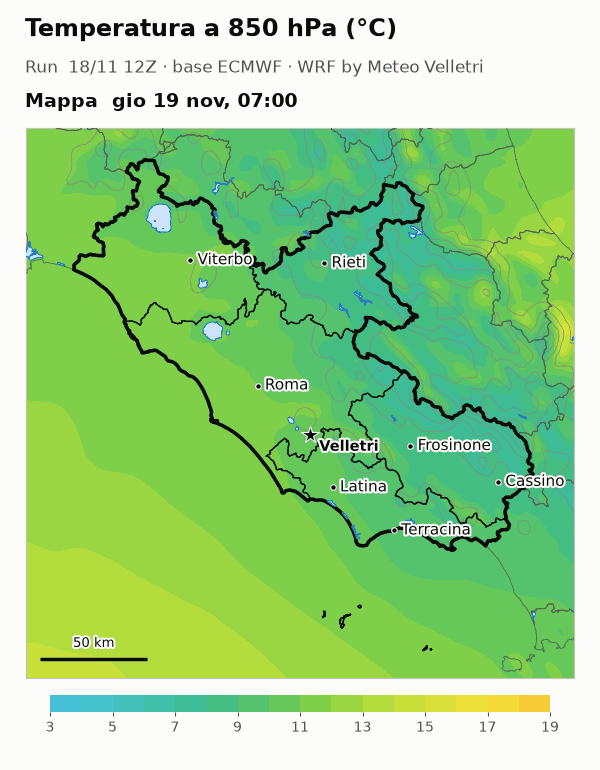 Temperatura a 850 hPa (°C)
Run  18/11 12Z · base ECMWF · WRF by Meteo Velletri
Mappa  gio 19 nov, 07:00
Viterbo
Rieti
Roma
Velletri
Frosinone
Cassino
Latina
Terracina
50 km
3 5 7 9 11 13 15 17 19